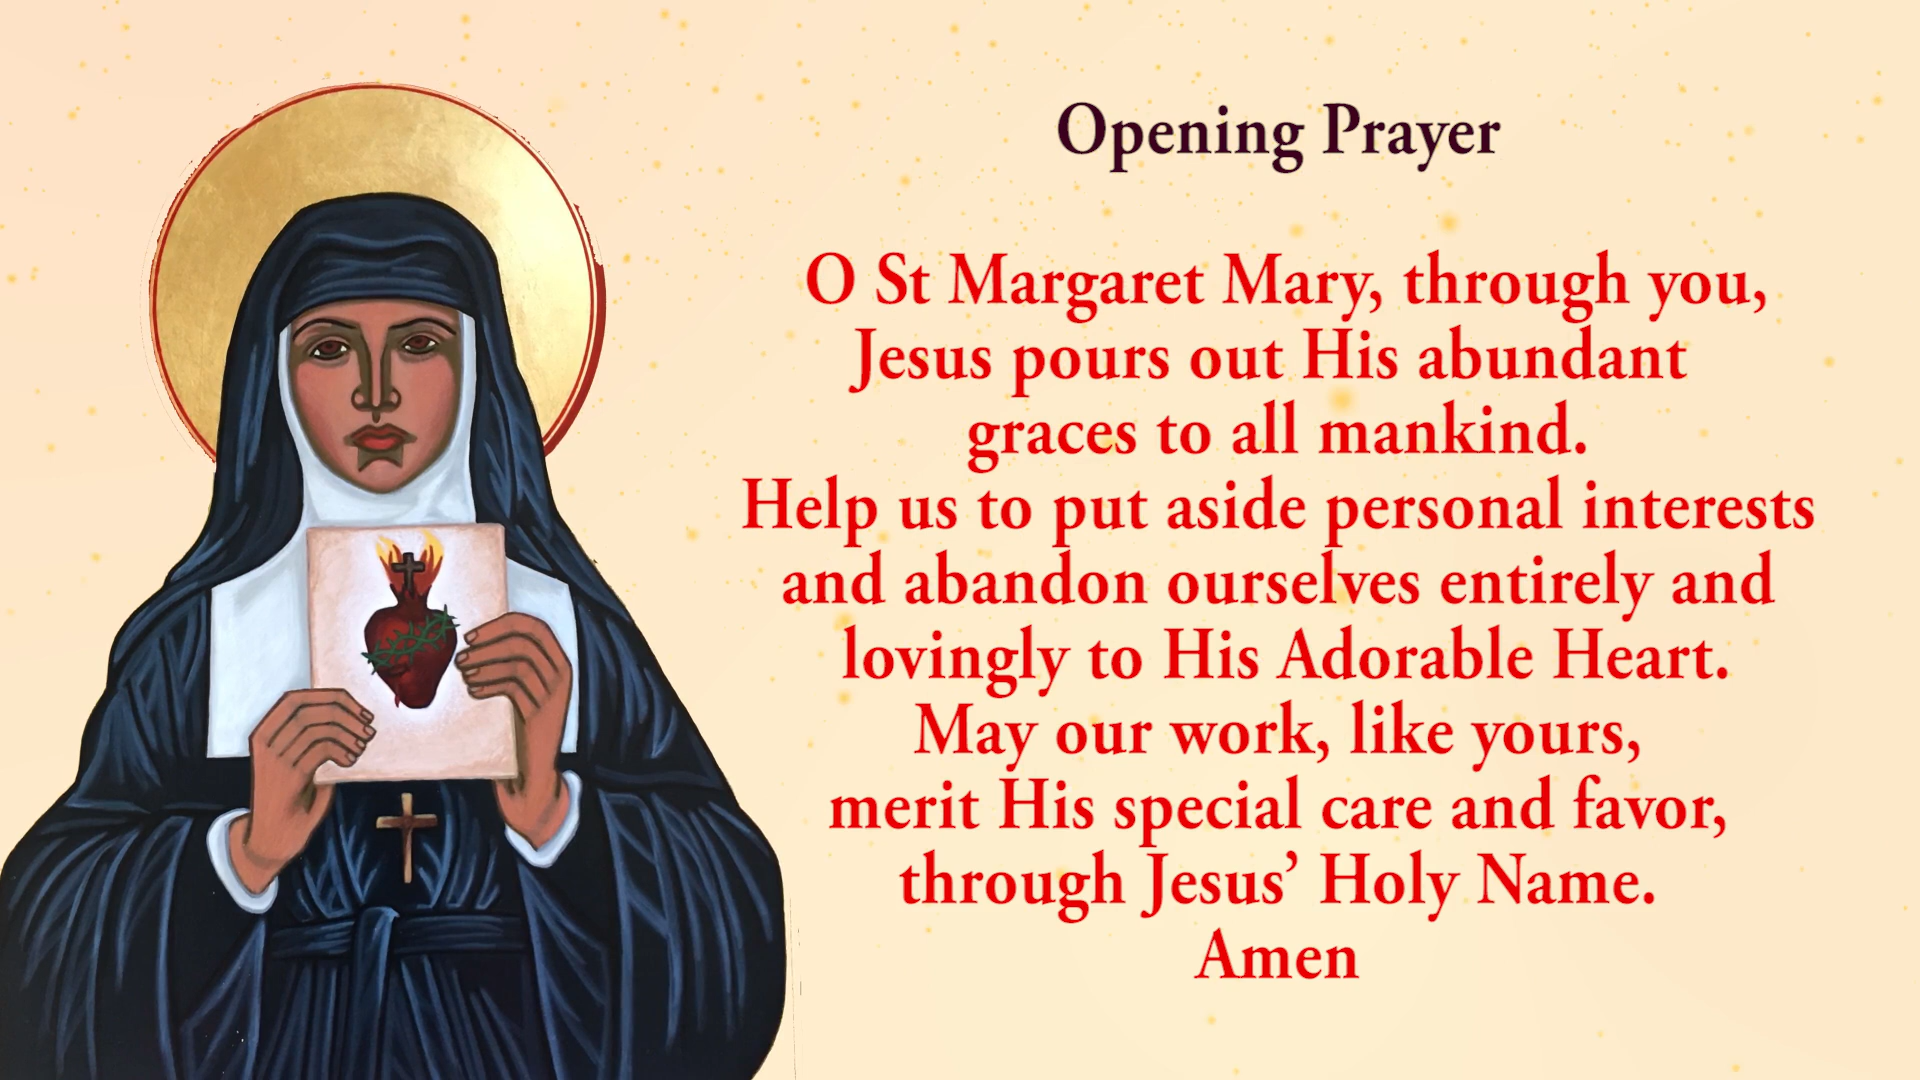 Opening Prayer
O St Margaret Mary, through you,
Jesus pours out His abundant
graces to all mankind.
Help us to put aside personal interests
and abandon ourselves entirely and
lovingly to His Adorable Heart.
May our work, like yours,
merit His special care and favor,
through Jesus’ Holy Name.
Amen